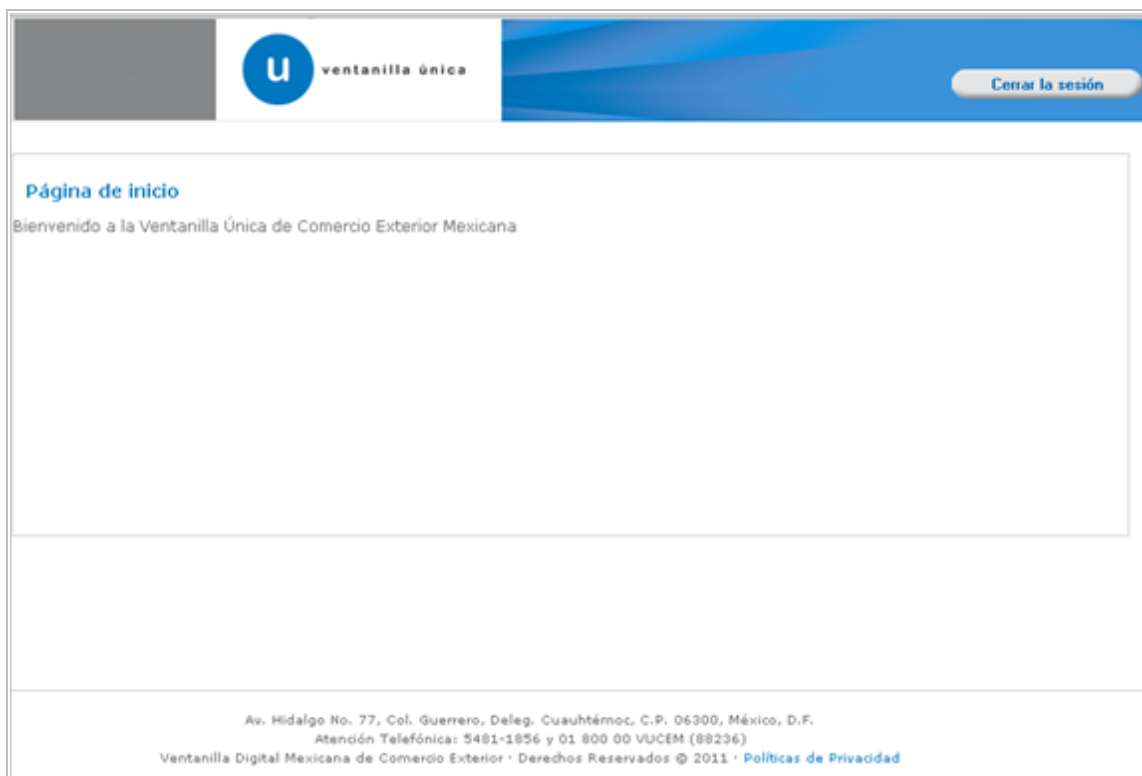 u ventanilla única
Cerrar la sesión
Página de inicio
Bienvenido a la Ventanilla Única de Comercio Exterior Mexicana
Av. Hidalgo No. 77, Col. Guerrero, Deleg. Cuauhtémoc, C.P. 06300, México, D.F.
Atención Telefónica: 5481-1856 y 01 800 00 VUCEM (88236)
Ventanilla Digital Mexicana de Comercio Exterior · Derechos Reservados @ 2011 · Políticas de Privacidad